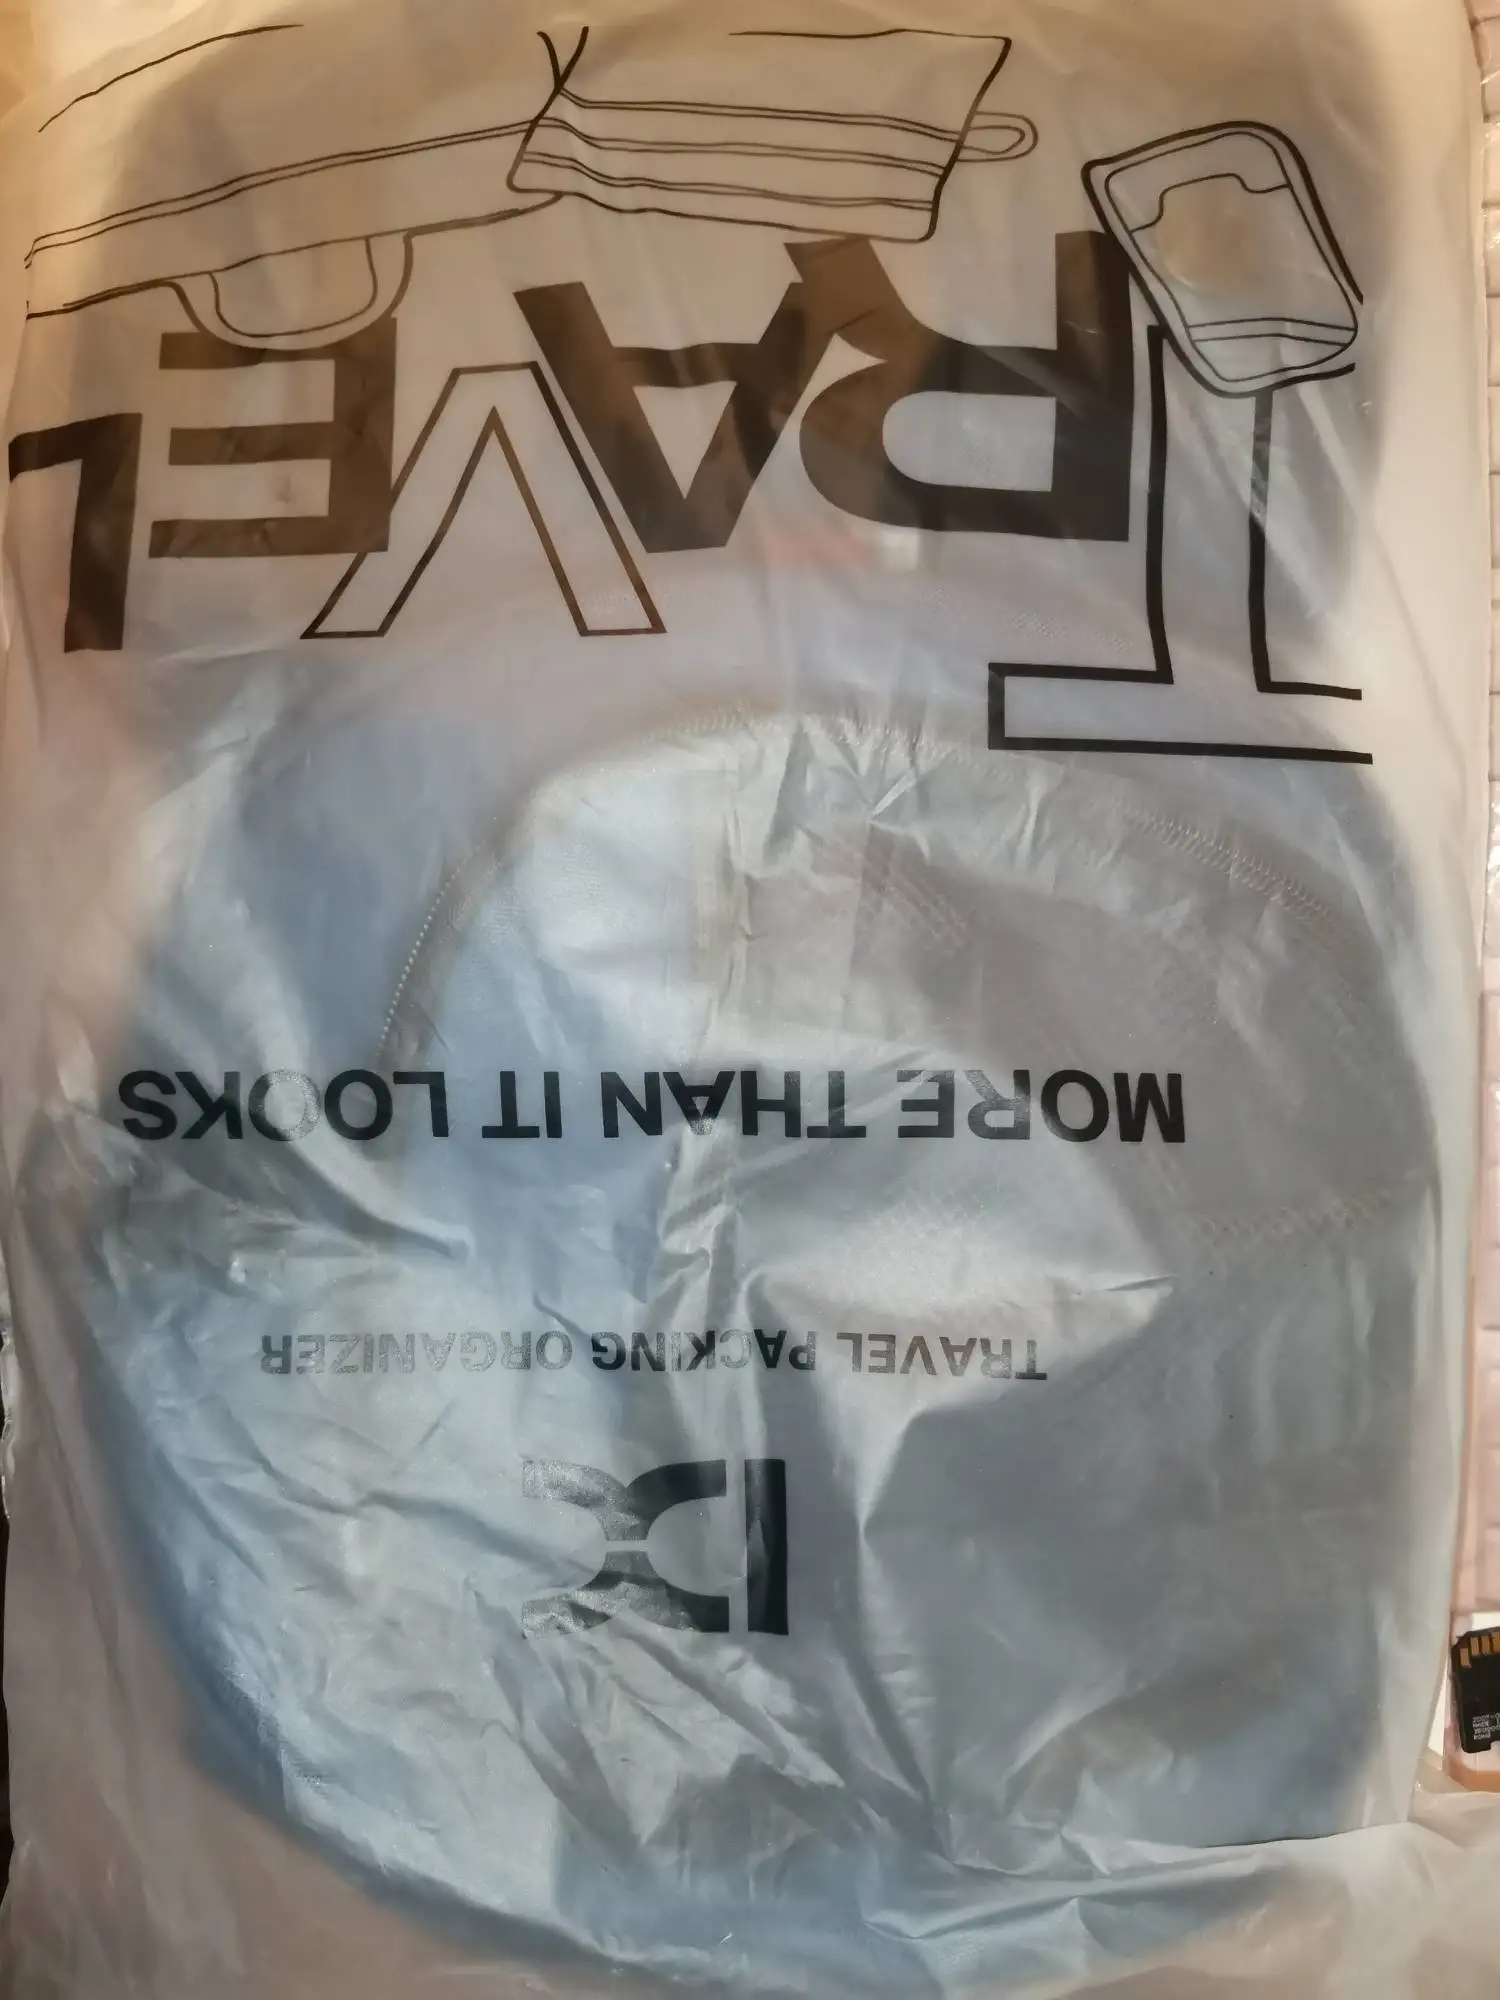 TRAVEL PACKING ORGANIZER
MORE THAN IT LOOKS
TRAVEL